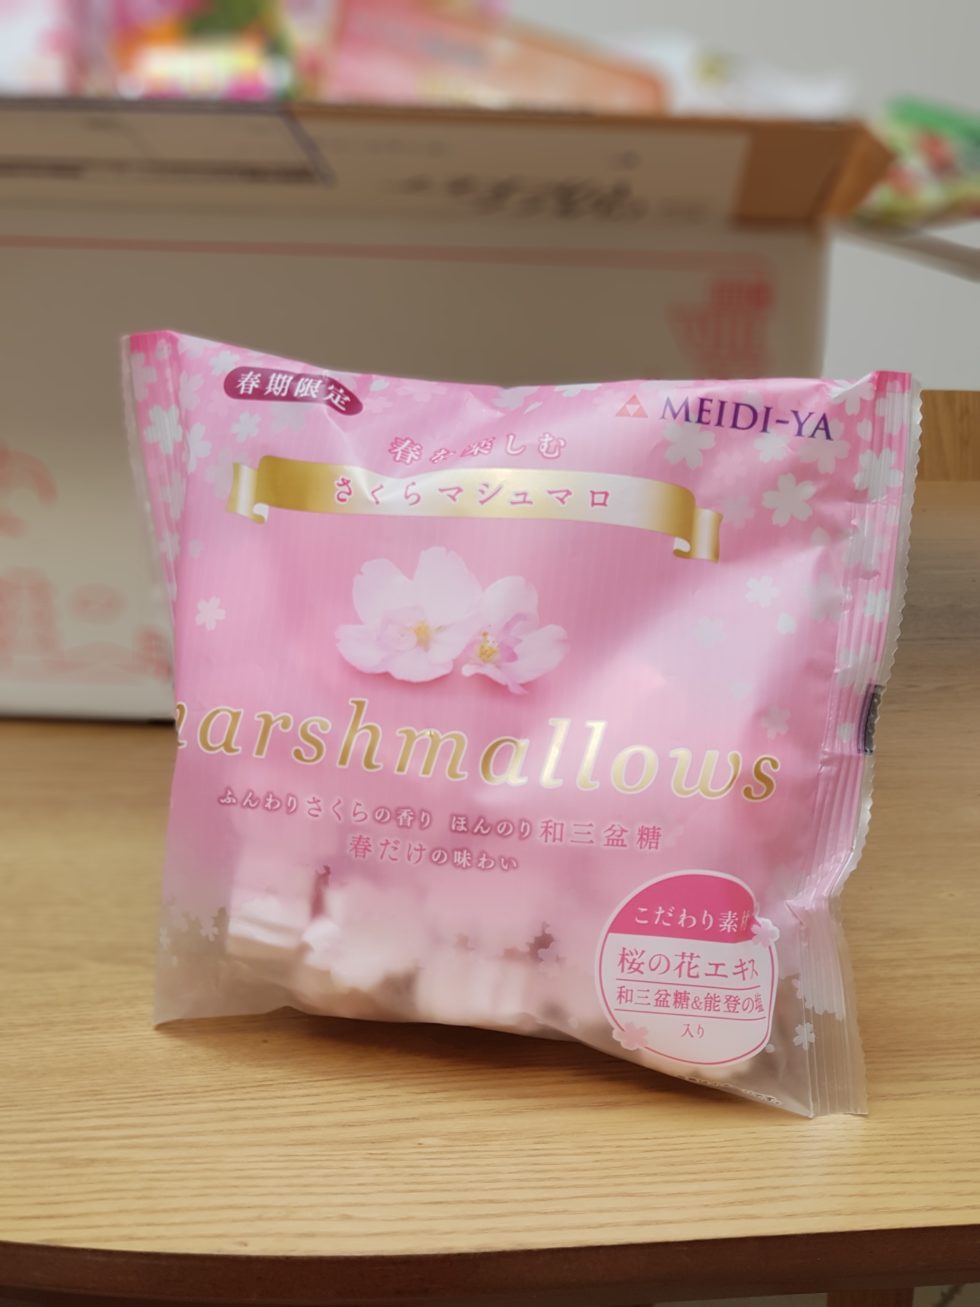 春期限定
MEIDI-YA
春を楽しむ
さくらマシュマロ
marshmallows
ふんわりさくらの香り ほんのり和三盆糖
春だけの味わい
こだわり素材
桜の花エキス
和三盆糖&能登の塩
入り